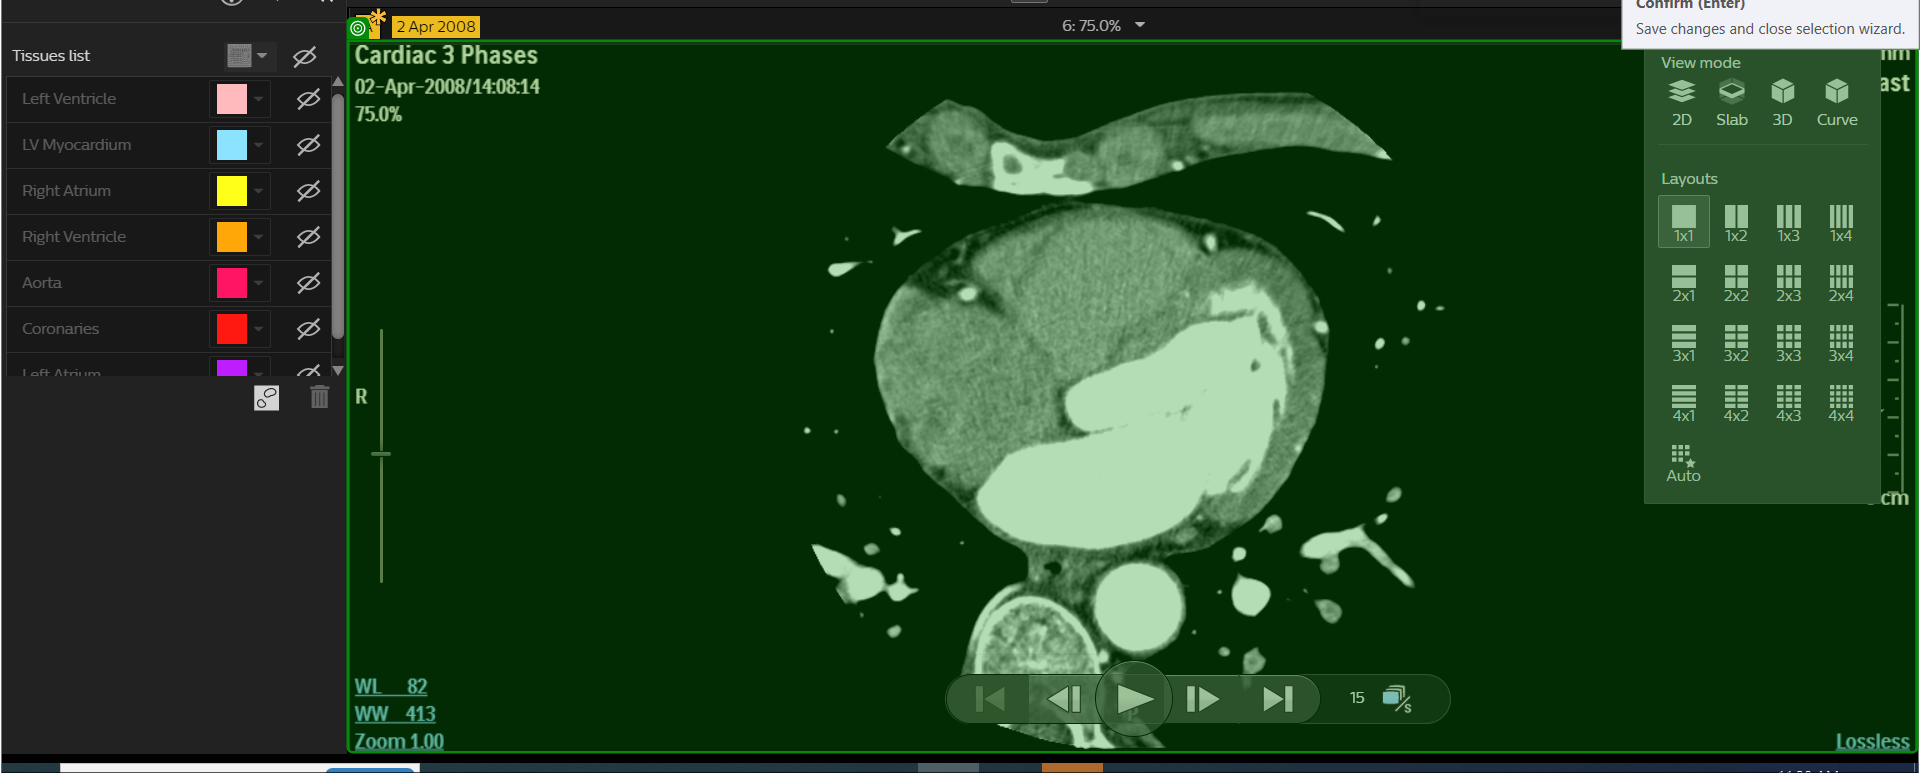 Confirm (Enter)
Save changes and close selection wizard.
2 Apr 2008
6: 75.0%
Tissues list
Left Ventricle
LV Myocardium
Right Atrium
Right Ventricle
Aorta
Coronaries
Left Atrium
Cardiac 3 Phases
02-Apr-2008/14:08:14
75.0%
R
WL 82
WW 413
Zoom 1.00
15
View mode
2D Slab 3D Curve
Layouts
1x1 1x2 1x3 1x4
2x1 2x2 2x3 2x4
3x1 3x2 3x3 3x4
4x1 4x2 4x3 4x4
Auto
cm
Lossless